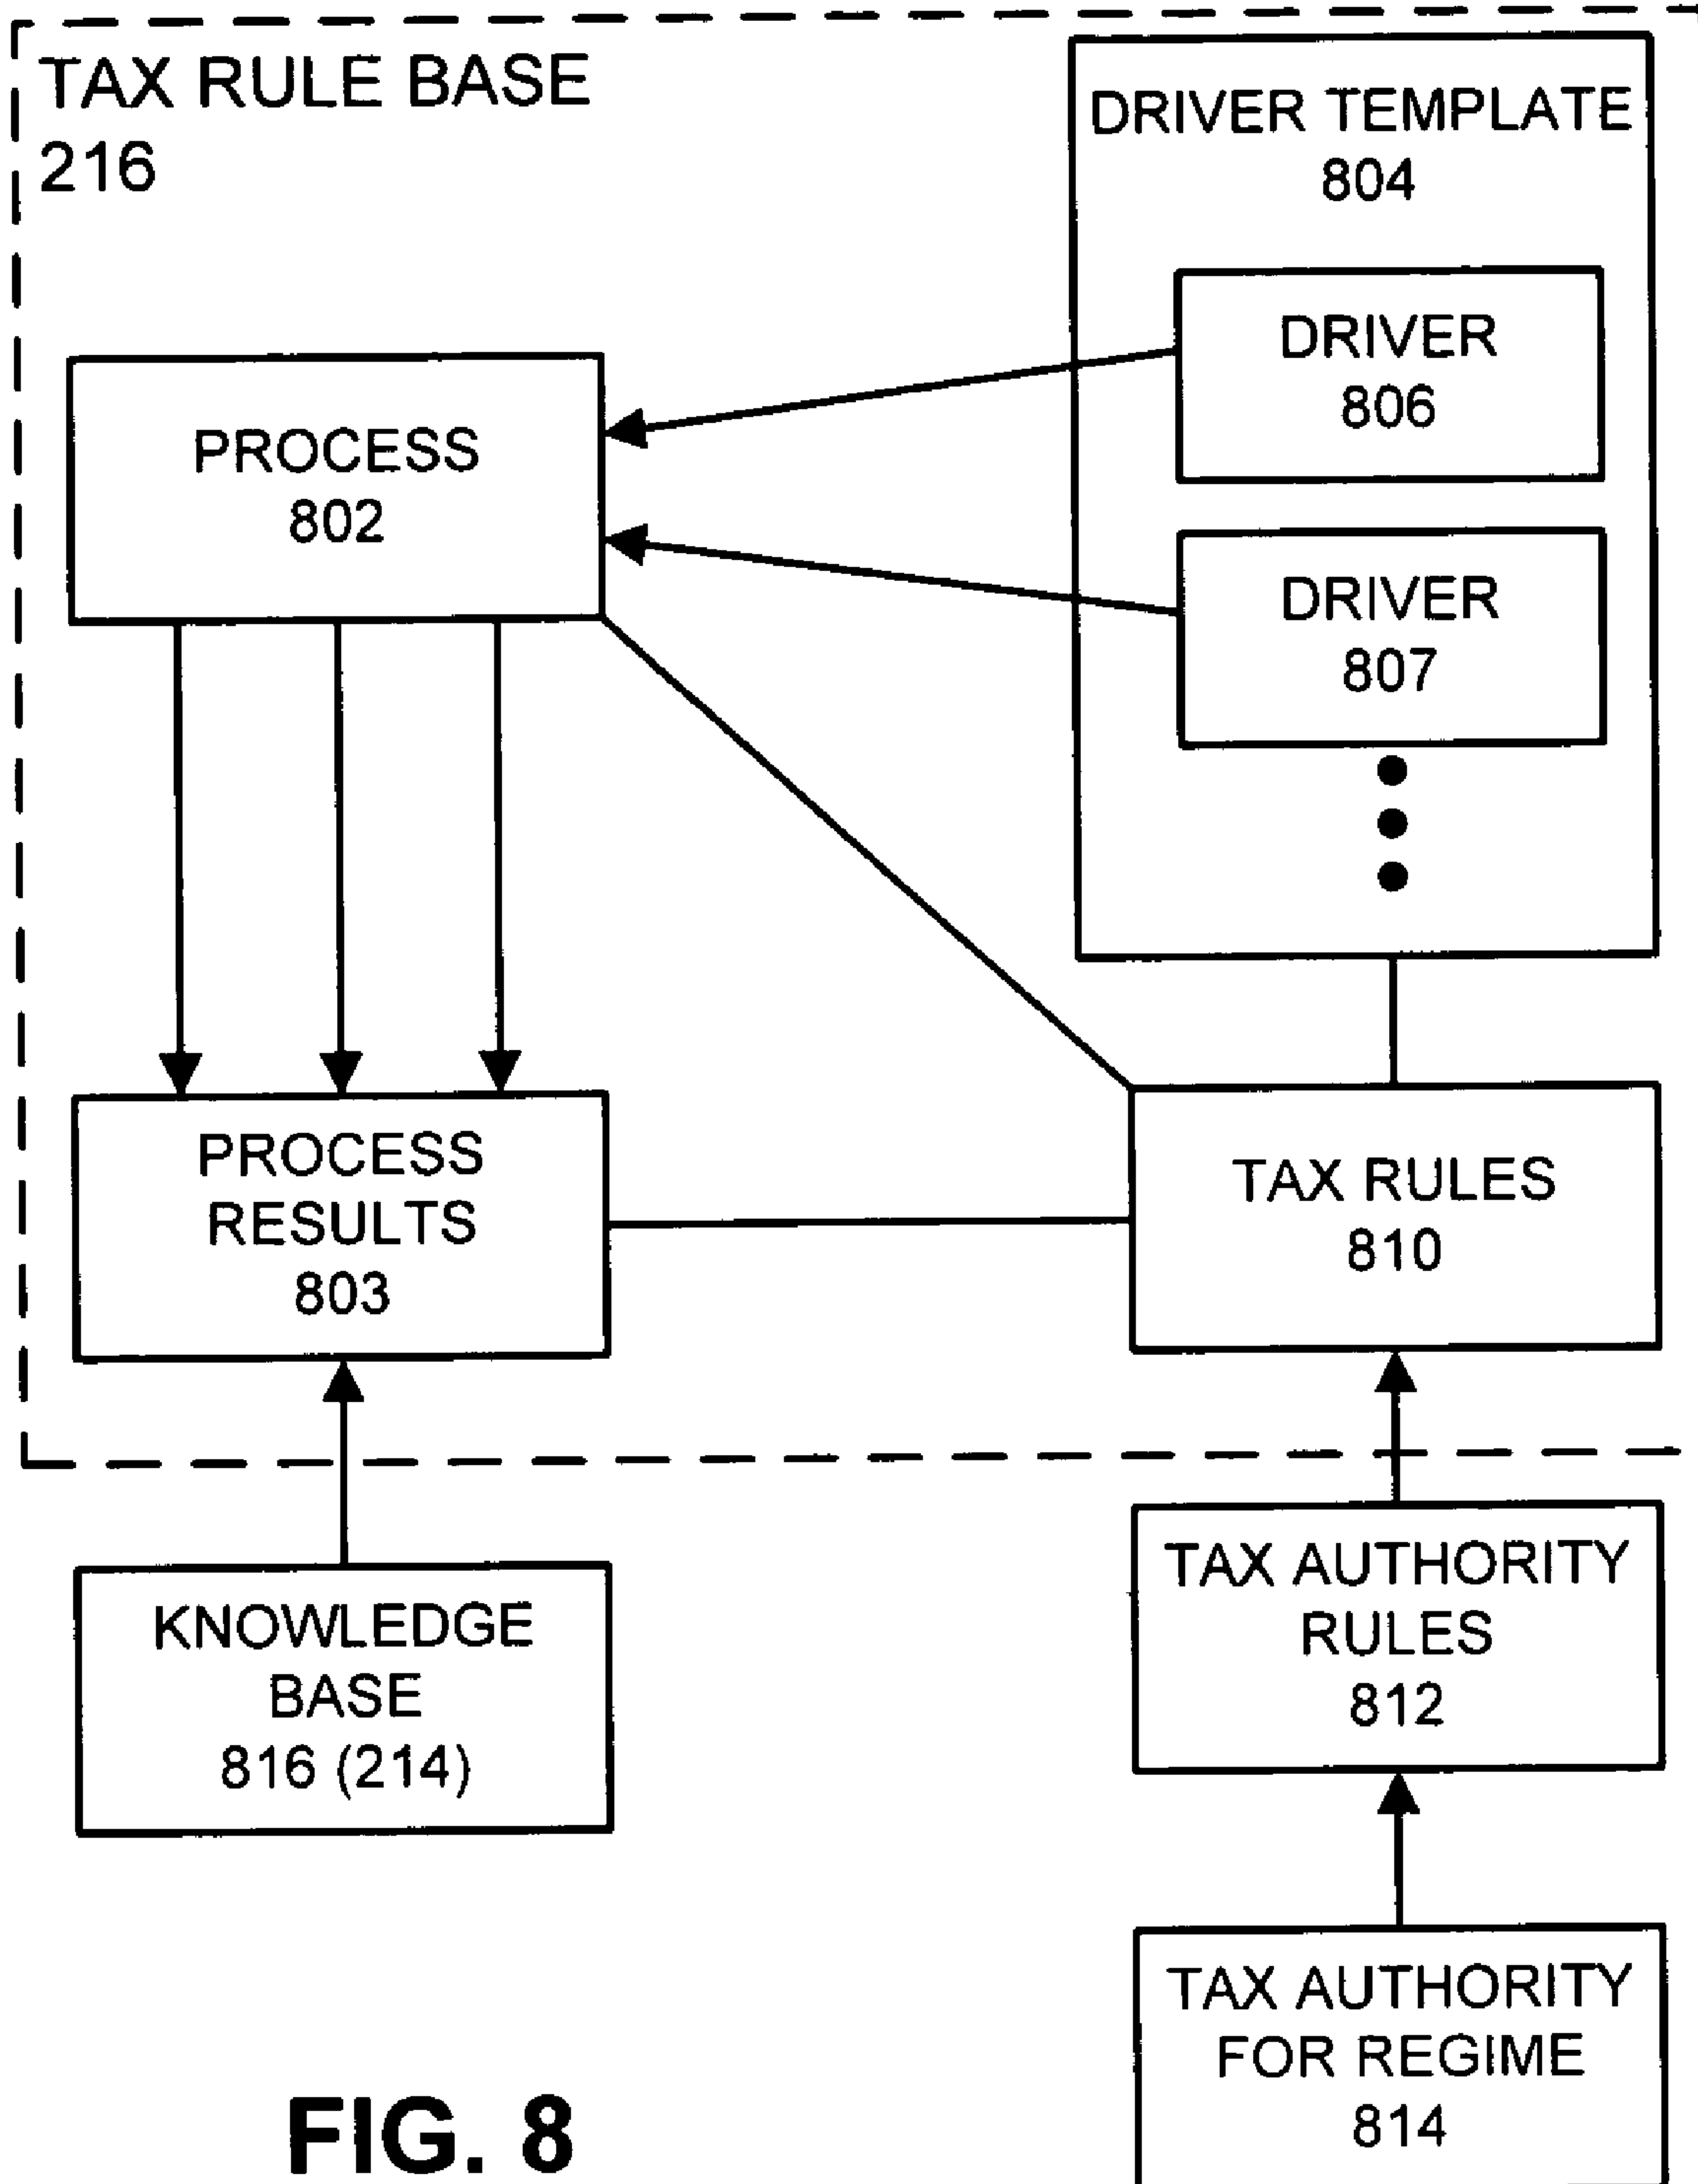 TAX RULE BASE
216
DRIVER TEMPLATE
804
DRIVER
806
PROCESS
802
DRIVER
807
PROCESS
RESULTS
803
TAX RULES
810
KNOWLEDGE
BASE
816 (214)
TAX AUTHORITY
RULES
812
TAX AUTHORITY
FOR REGIME
814
FIG. 8